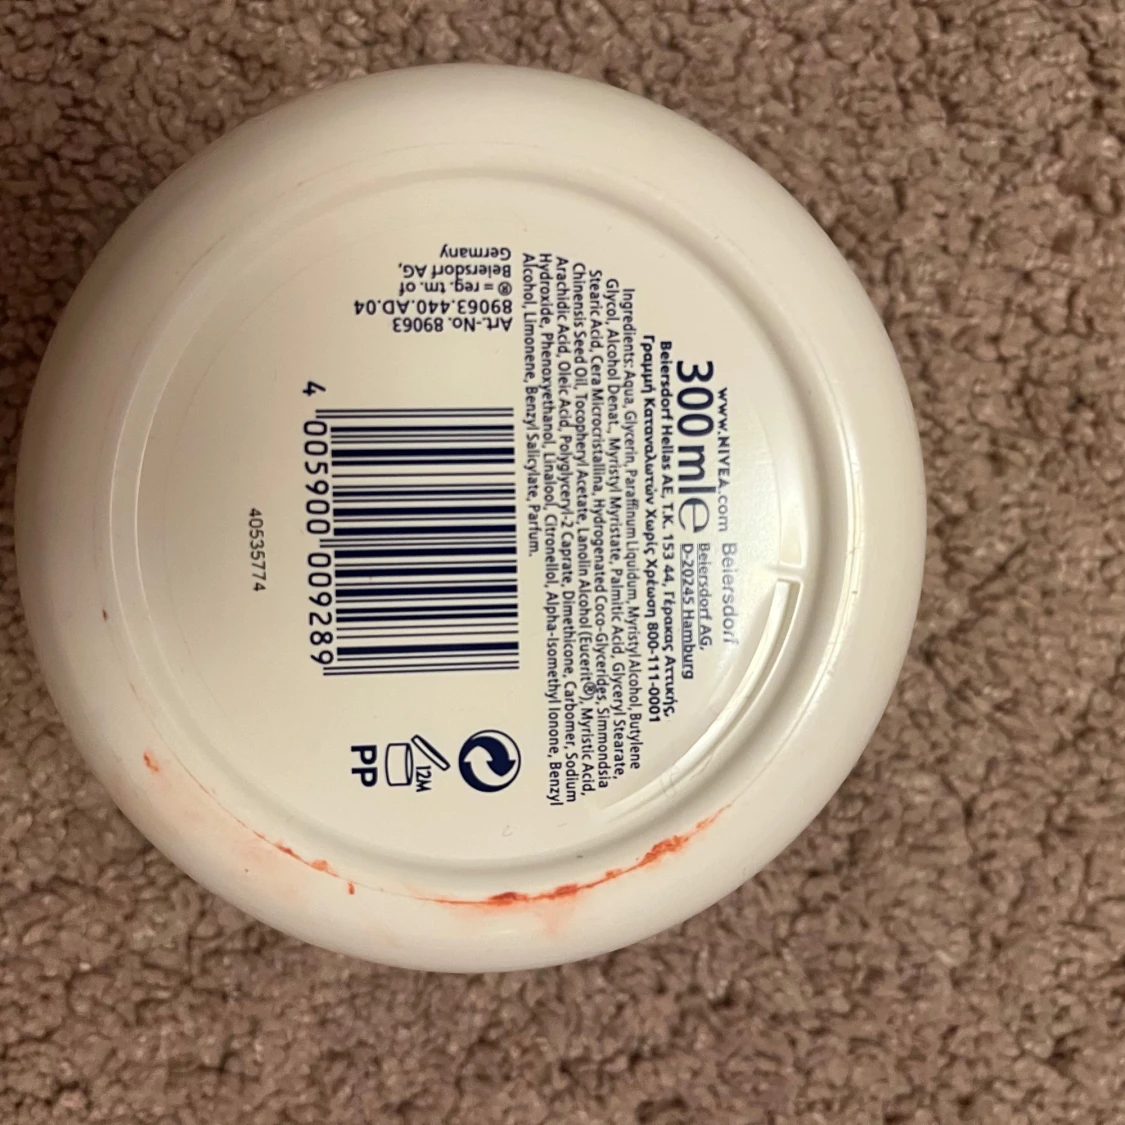 www.NIVEA.com
300 ml e
Beiersdorf
Beiersdorf AG,
D-20245 Hamburg
Beiersdorf Hellas AE, Τ.Κ. 153 44, Γέρακας Αττικής,
Γραμμή Καταναλωτών Χωρίς Χρέωση 800-111-0001
Ingredients: Aqua, Glycerin, Paraffinum Liquidum, Myristyl Alcohol, Butylene
Glycol, Alcohol Denat., Myristyl Myristate, Palmitic Acid, Glyceryl Stearate,
Stearic Acid, Cera Microcristallina, Hydrogenated Coco-Glycerides, Simmondsia
Chinensis Seed Oil, Tocopheryl Acetate, Lanolin Alcohol (Eucerit®), Myristic Acid,
Arachidic Acid, Oleic Acid, Polyglyceryl-2 Caprate, Dimethicone, Carbomer, Sodium
Hydroxide, Phenoxyethanol, Linalool, Citronellol, Alpha-Isomethyl Ionone, Benzyl
Alcohol, Limonene, Benzyl Salicylate, Parfum.
Art.-No. 89063
89063.440.AD.04
® = reg. tm. of
Beiersdorf AG,
Germany
4 005900 009289
12M
PP
40535774